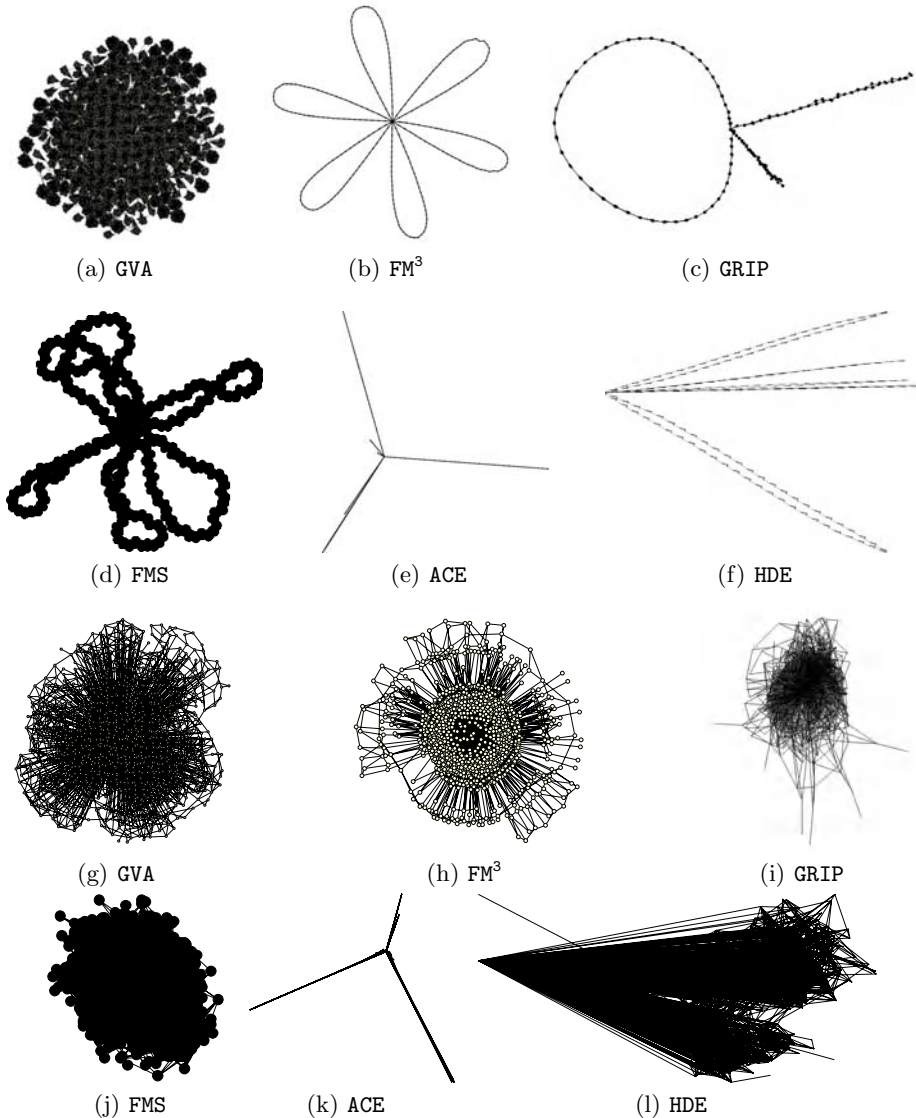 (a) GVA
(b) FM³
(c) GRIP
(d) FMS
(e) ACE
(f) HDE
(g) GVA
(h) FM³
(i) GRIP
(j) FMS
(k) ACE
(l) HDE